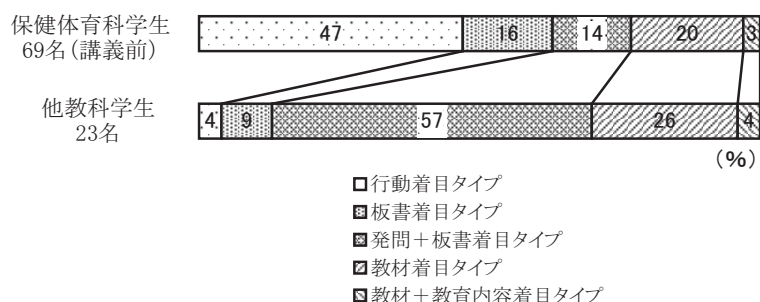 保健体育科学生
69名(講義前)
47 16 14 20 3
他教科学生
23名
4 9 57 26 4
(%)
行動着目タイプ
板書着目タイプ
発問＋板書着目タイプ
教材着目タイプ
教材＋教育内容着目タイプ